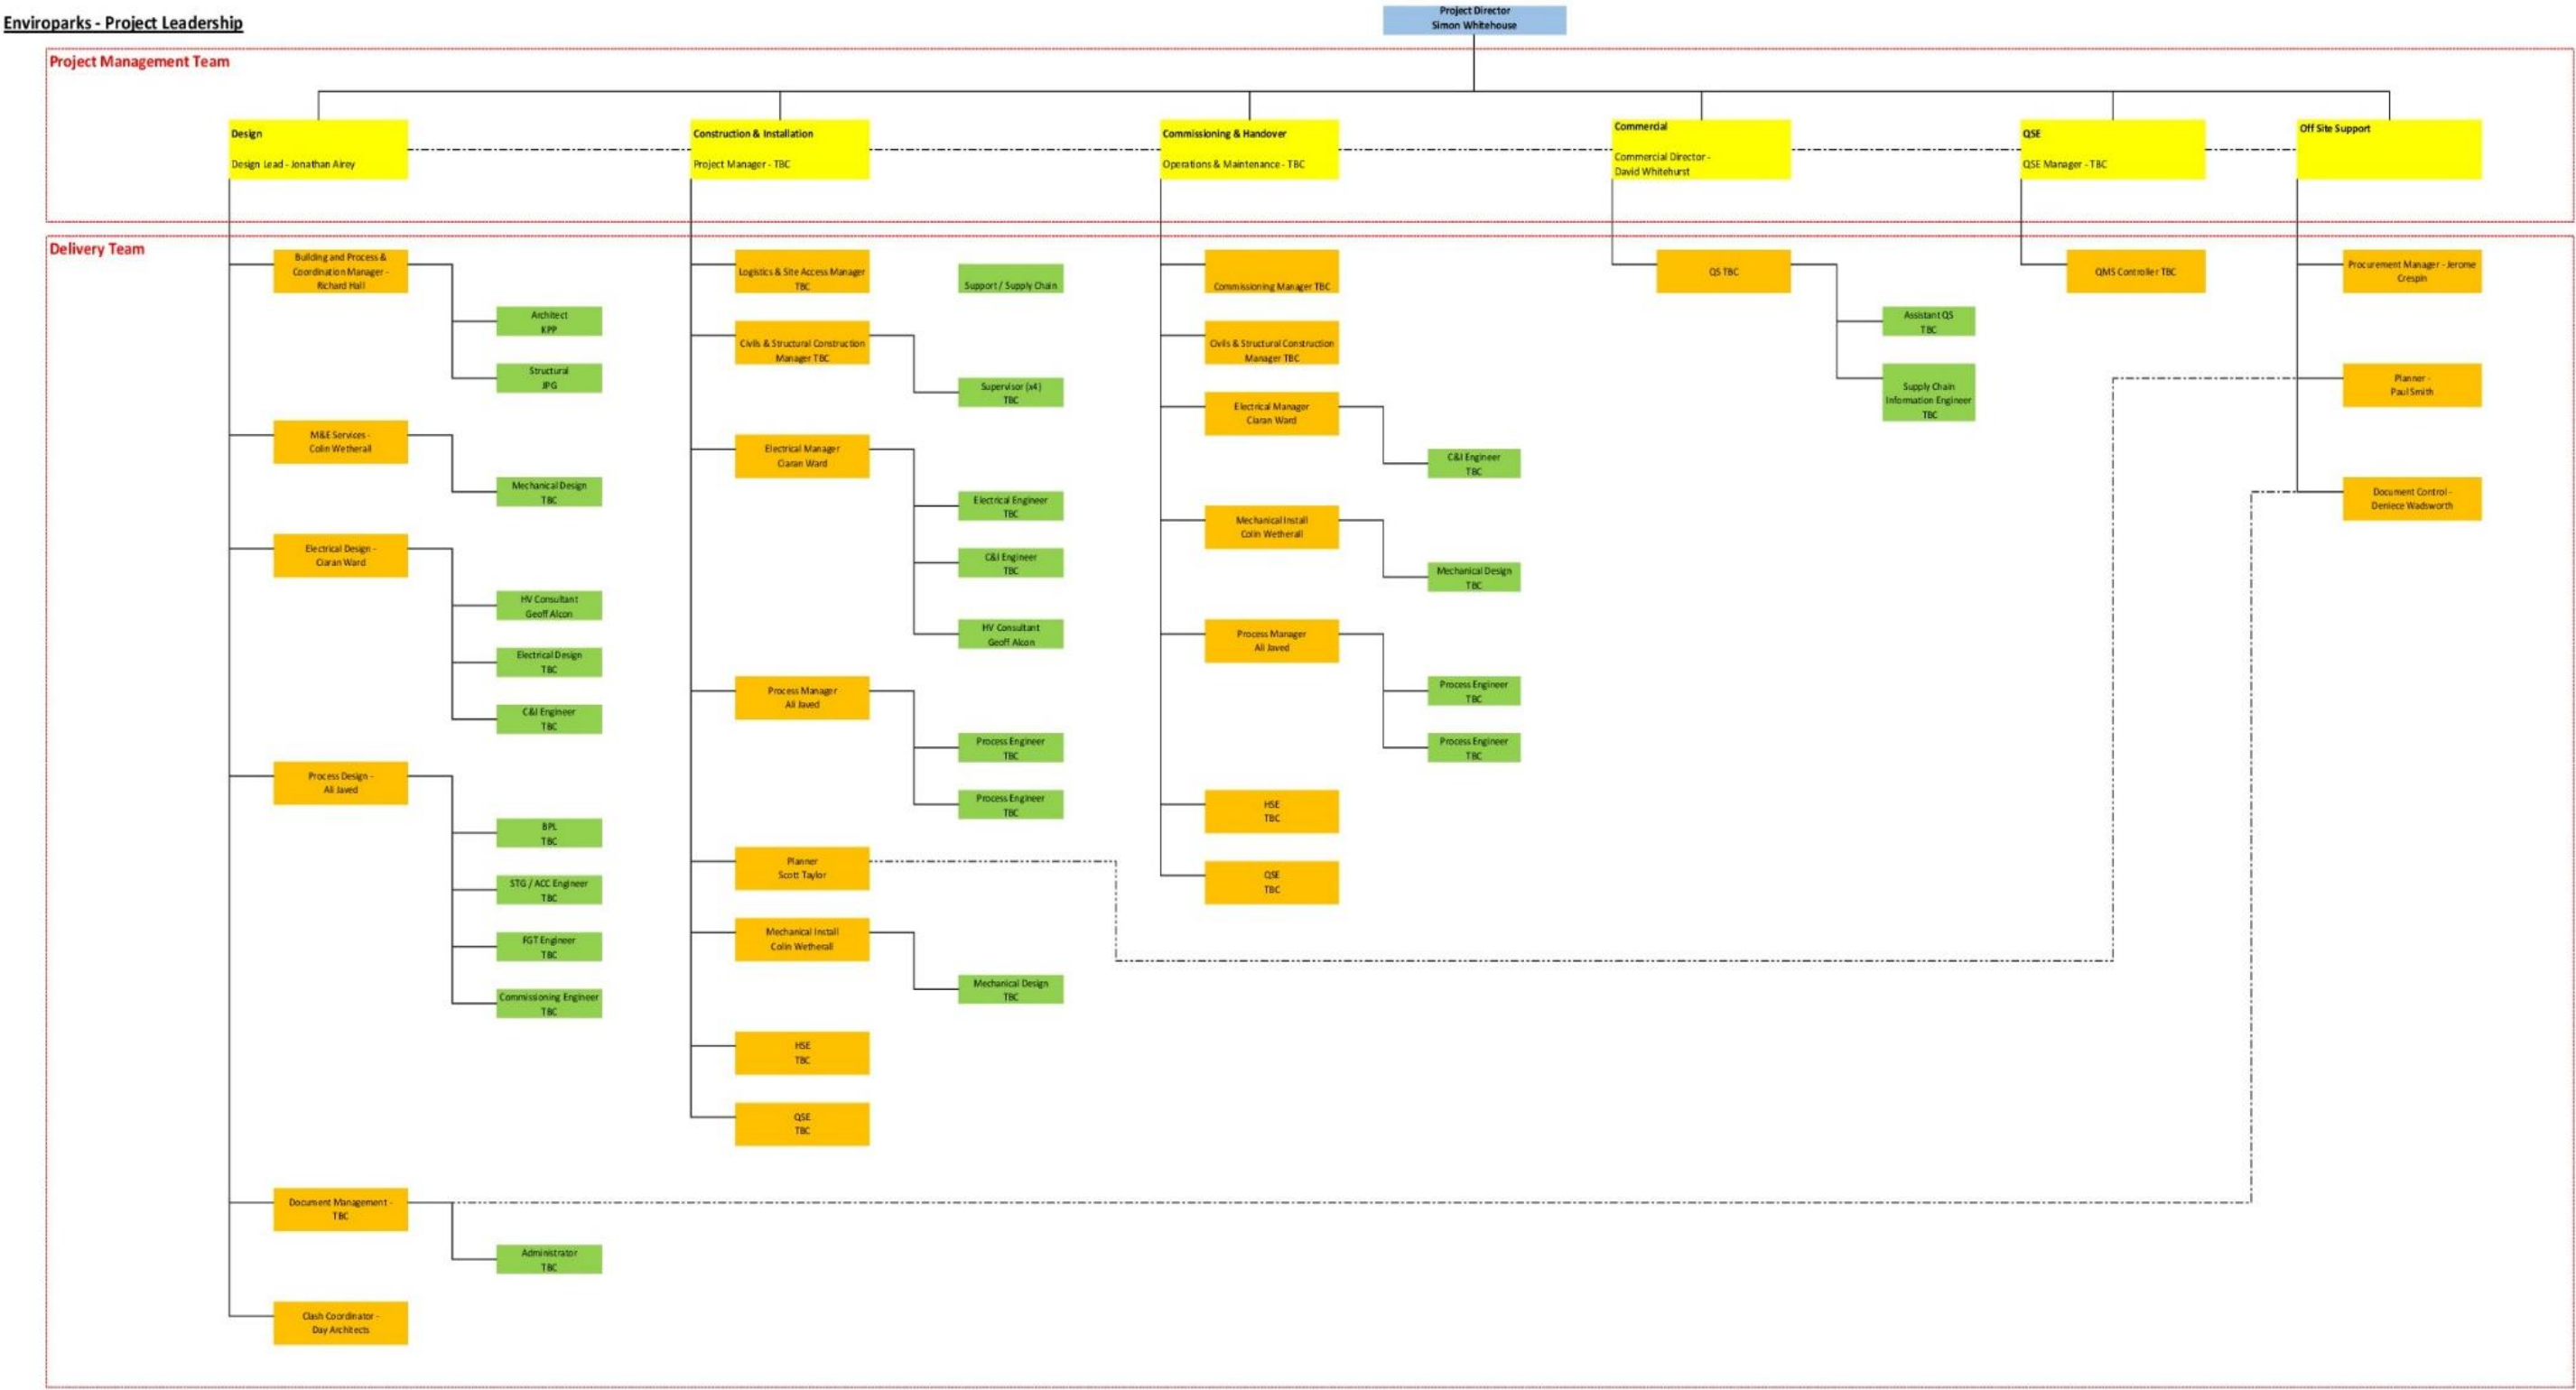 Enviroparks - Project Leadership
Project Director
Simon Whitehouse
Project Management Team
Design
Design Lead - Jonathan Airey
Construction & Installation
Project Manager - TBC
Commissioning & Handover
Operations & Maintenance - TBC
Commercial
Commercial Director -
David Whitehurst
QSE
QSE Manager - TBC
Off Site Support
Delivery Team
Building and Process &
Coordination Manager -
Richard Hall
Architect
KPP
Structural
JPG
M&E Services -
Colin Wetherall
Mechanical Design
TBC
Electrical Design -
Ciaran Ward
HV Consultant
Geoff Alcon
Electrical Design
TBC
C&I Engineer
TBC
Process Design -
Ali Javed
BPL
TBC
STG / ACC Engineer
TBC
FGT Engineer
TBC
Commissioning Engineer
TBC
Document Management -
TBC
Administrator
TBC
Clash Coordinator -
Day Architects
Logistics & Site Access Manager
TBC
Support / Supply Chain
Civils & Structural Construction
Manager TBC
Supervisor (x4)
TBC
Electrical Manager
Ciaran Ward
Electrical Engineer
TBC
C&I Engineer
TBC
HV Consultant
Geoff Alcon
Process Manager
Ali Javed
Process Engineer
TBC
Process Engineer
TBC
Planner
Scott Taylor
Mechanical Install
Colin Wetherall
Mechanical Design
TBC
HSE
TBC
QSE
TBC
Commissioning Manager TBC
Civils & Structural Construction
Manager TBC
Electrical Manager
Ciaran Ward
C&I Engineer
TBC
Mechanical Install
Colin Wetherall
Mechanical Design
TBC
Process Manager
Ali Javed
Process Engineer
TBC
Process Engineer
TBC
HSE
TBC
QSE
TBC
QS TBC
Assistant QS
TBC
Supply Chain
Information Engineer
TBC
QMS Controller TBC
Procurement Manager - Jerome
Crespin
Planner -
Paul Smith
Document Control -
Deniece Wadsworth